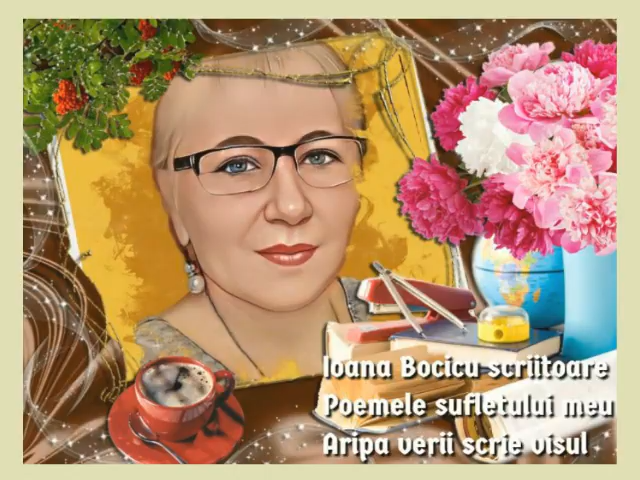 Ioana Bocicu scriitoare
Poemele sufletului meu
Aripa verii scrie visul